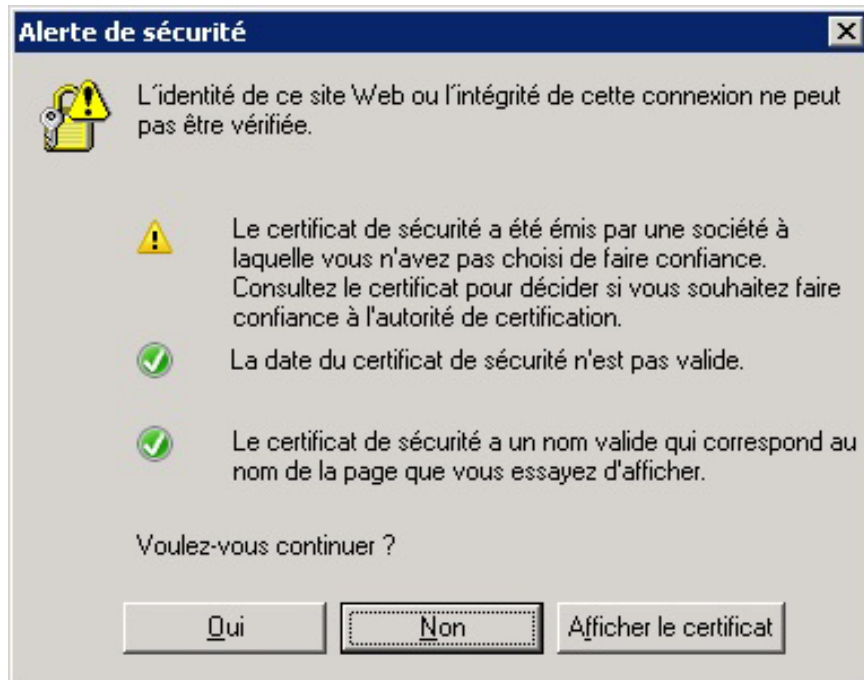 Alerte de sécurité
L´identité de ce site Web ou l´intégrité de cette connexion ne peut
pas être vérifiée.
Le certificat de sécurité a été émis par une société à
laquelle vous n'avez pas choisi de faire confiance.
Consultez le certificat pour décider si vous souhaitez faire
confiance à l'autorité de certification.
La date du certificat de sécurité n'est pas valide.
Le certificat de sécurité a un nom valide qui correspond au
nom de la page que vous essayez d'afficher.
Voulez-vous continuer ?
Oui Non Afficher le certificat